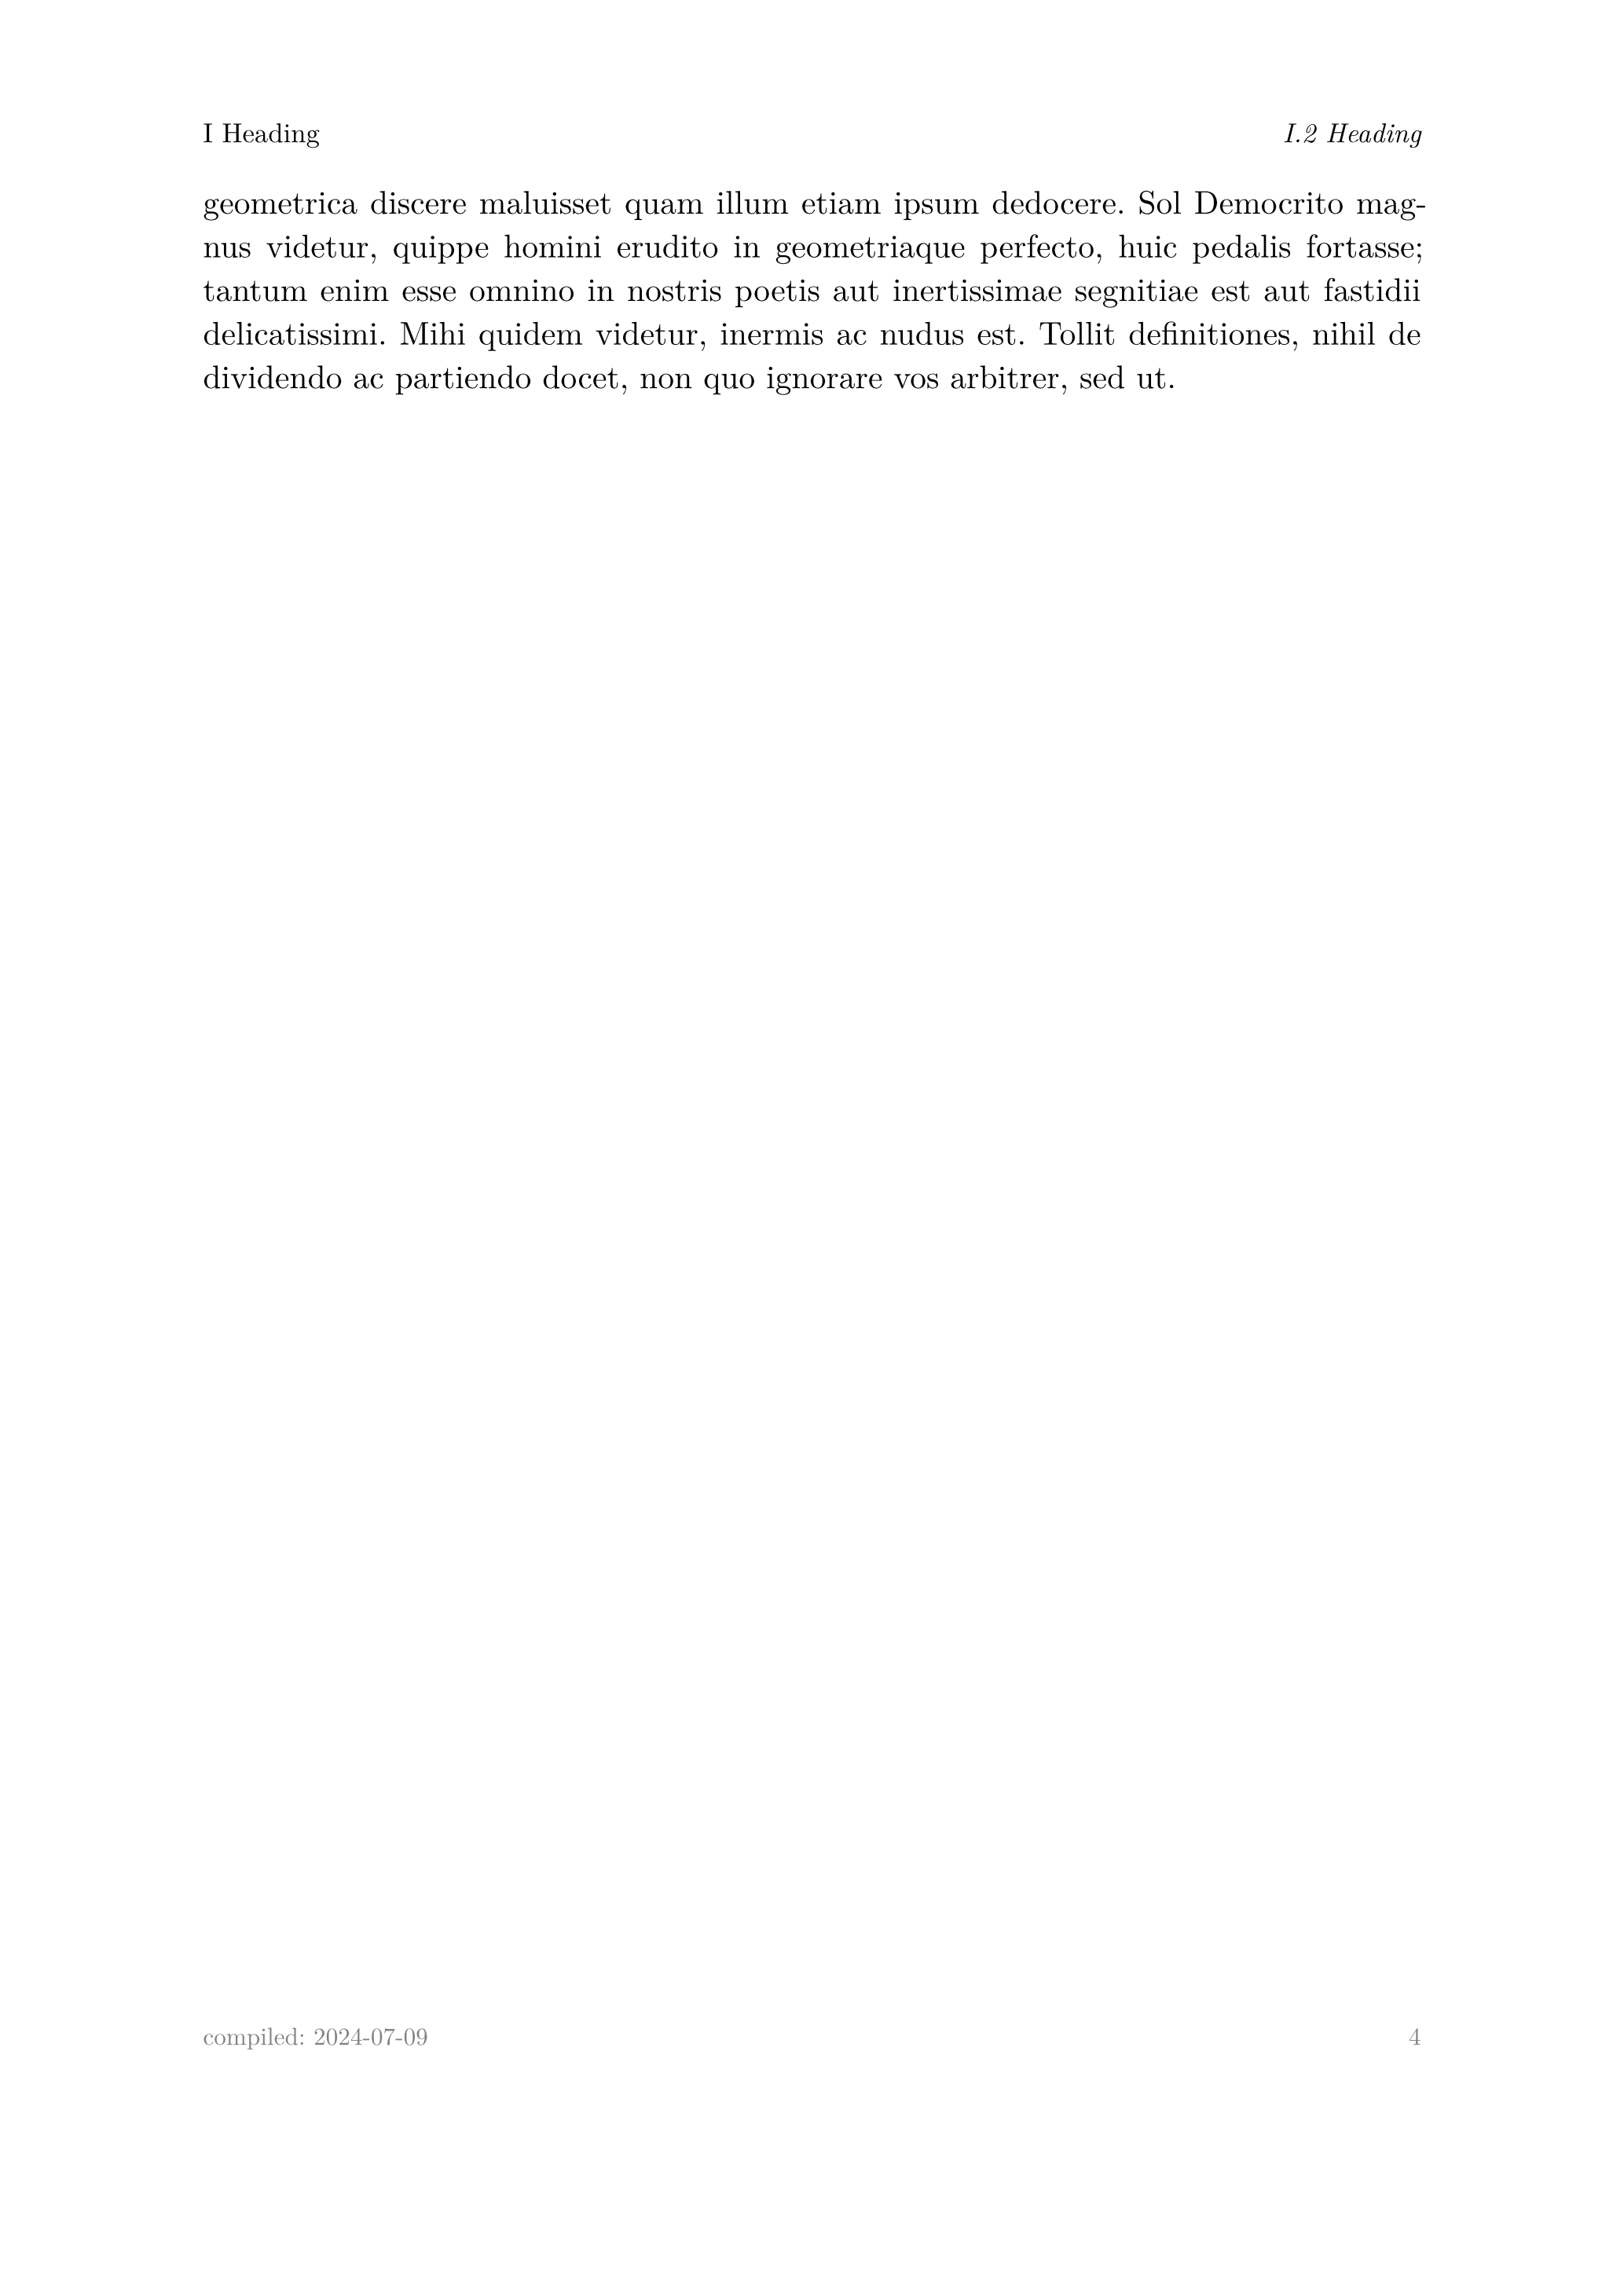 I Heading I.2 Heading
geometrica discere maluisset quam illum etiam ipsum dedocere. Sol Democrito mag-
nus videtur, quippe homini erudito in geometriaque perfecto, huic pedalis fortasse;
tantum enim esse omnino in nostris poetis aut inertissimae segnitiae est aut fastidii
delicatissimi. Mihi quidem videtur, inermis ac nudus est. Tollit definitiones, nihil de
dividendo ac partiendo docet, non quo ignorare vos arbitrer, sed ut.
compiled: 2024-07-09 4